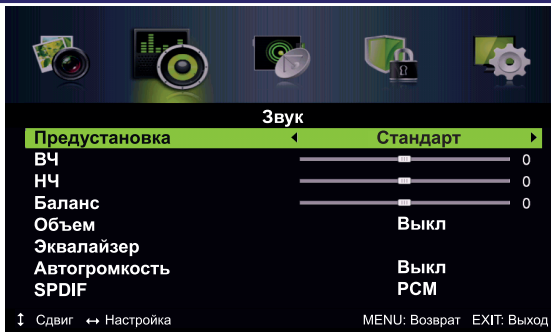 Звук
Предустановка Стандарт
ВЧ 0
НЧ 0
Баланс 0
Объем Выкл
Эквалайзер
Автогромкость Выкл
SPDIF PCM
Сдвиг Настройка MENU: Возврат EXIT: Выход